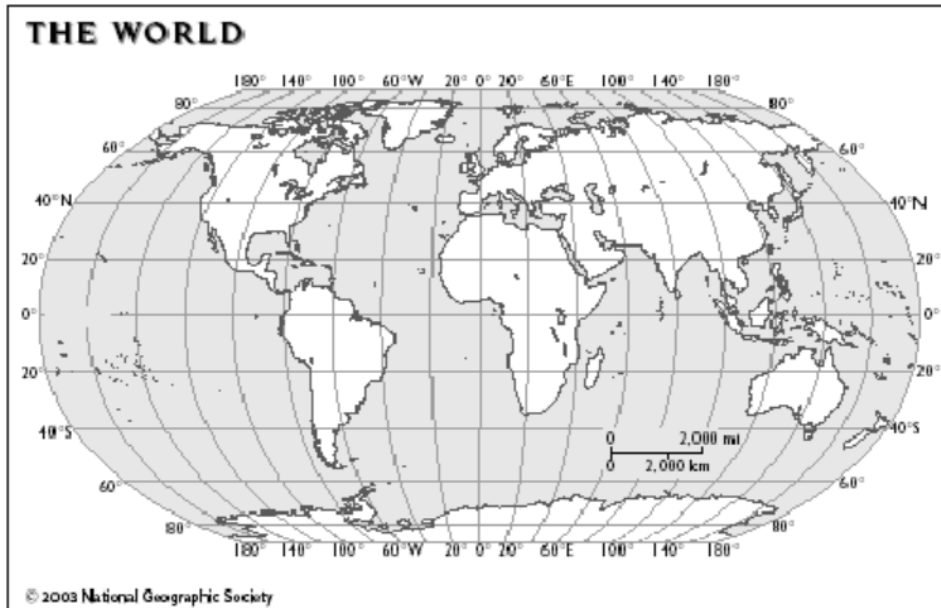 THE WORLD
180° 140° 100° 60°W 20° 0° 20° 60°E 100° 140° 180°
80° 80°
60° 60°
40°N 40°N
20° 20°
0° 0°
20° 20°
40°S 40°S
0 2,000 mi
0 2,000 km
60° 60°
80° 80°
180° 140° 100° 60°W 20° 0° 20° 60°E 100° 140° 180°
© 2003 National Geographic Society